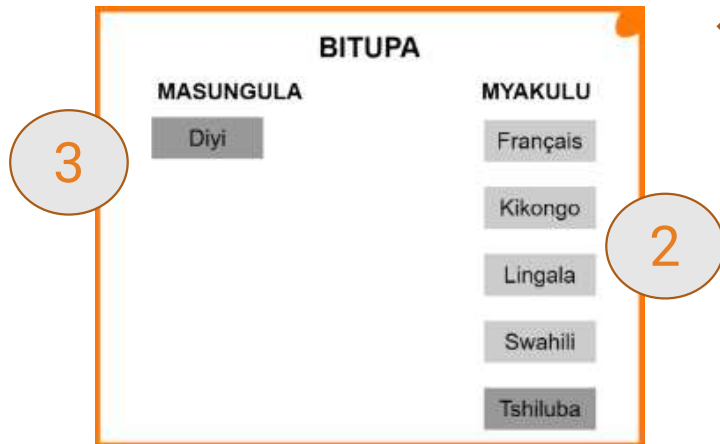 BITUPA
MASUNGULA
MYAKULU
Diyi
Français
3
Kikongo
2
Lingala
Swahili
Tshiluba